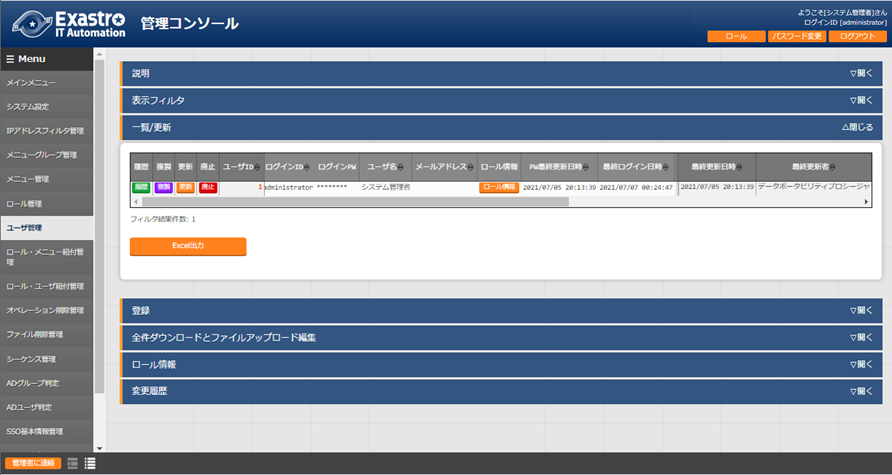 Exastro
IT Automation
管理コンソール
ようこそ[システム管理者]さん
ログインID [administrator]
ロール パスワード変更 ログアウト
Menu
メインメニュー
システム設定
IPアドレスフィルタ管理
メニューグループ管理
メニュー管理
ロール管理
ユーザ管理
ロール・メニュー紐付管
理
ロール・ユーザ紐付管理
オペレーション削除管理
ファイル削除管理
シーケンス管理
ADグループ判定
ADユーザ判定
SSO基本情報管理
管理者に連絡
説明 ▽開く
表示フィルタ ▽開く
一覧/更新 △閉じる
履歴 複製 更新 廃止 ユーザID ログインID ログインPW ユーザ名 メールアドレス ロール情報 PW最終更新日時 最終ログイン日時 最終更新日時 最終更新者
履歴 複製 更新 廃止 1 administrator ******** システム管理者 ロール情報 2021/07/05 20:13:39 2021/07/07 00:24:47 2021/07/05 20:13:39 データポータビリティプロシージャ
フィルタ結果件数: 1
Excel出力
登録 ▽開く
全件ダウンロードとファイルアップロード編集 ▽開く
ロール情報 ▽開く
変更履歴 ▽開く